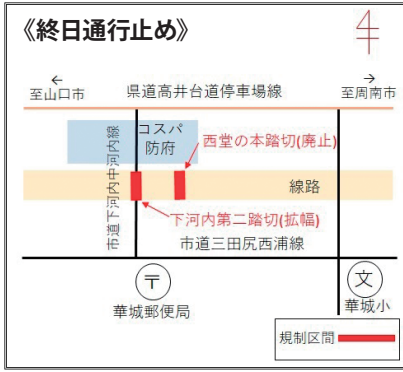 《終日通行止め》
← →
至山口市 県道高井台道停車場線 至周南市
市道下河内中河内線
コスパ
防府
西堂の本踏切(廃止)
線路
下河内第二踏切(拡幅)
市道三田尻西浦線
〒
文
華城郵便局
華城小
規制区間